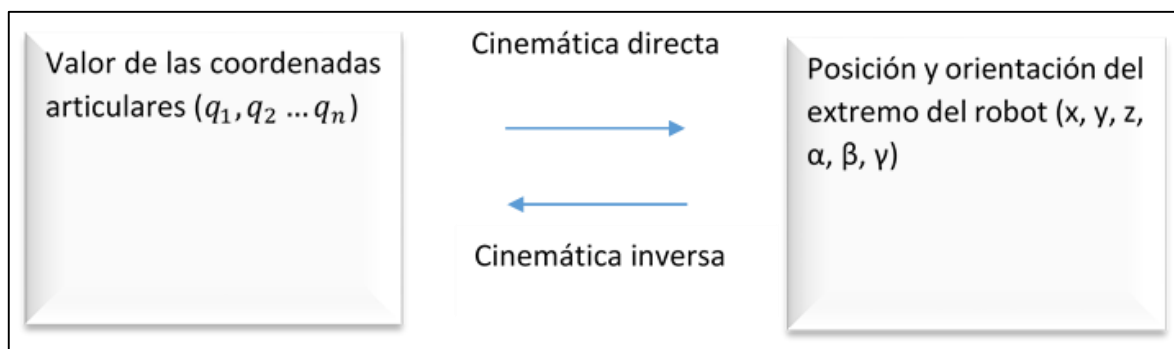 Valor de las coordenadas
articulares (𝑞₁, 𝑞₂ … 𝑞ₙ)
Cinemática directa
Cinemática inversa
Posición y orientación del
extremo del robot (x, y, z,
α, β, γ)